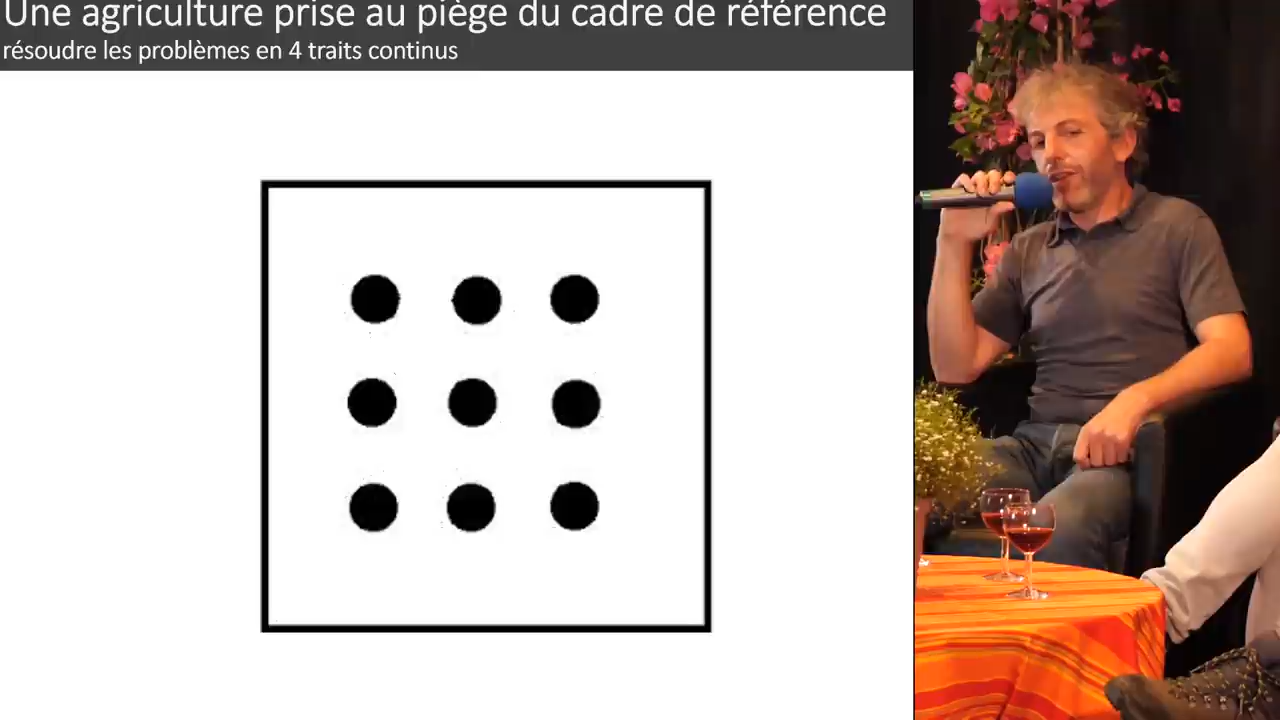 Une agriculture prise au piège du cadre de référence
résoudre les problèmes en 4 traits continus